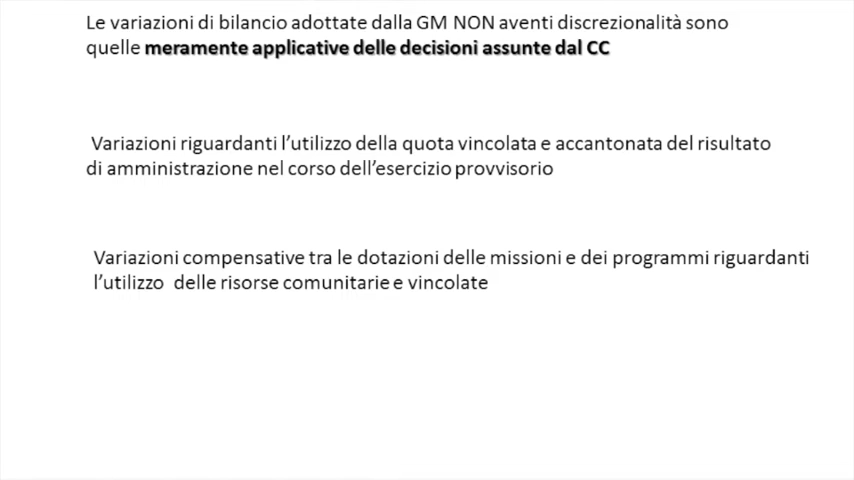 Le variazioni di bilancio adottate dalla GM NON aventi discrezionalità sono
quelle meramente applicative delle decisioni assunte dal CC
Variazioni riguardanti l'utilizzo della quota vincolata e accantonata del risultato
di amministrazione nel corso dell'esercizio provvisorio
Variazioni compensative tra le dotazioni delle missioni e dei programmi riguardanti
l'utilizzo delle risorse comunitarie e vincolate